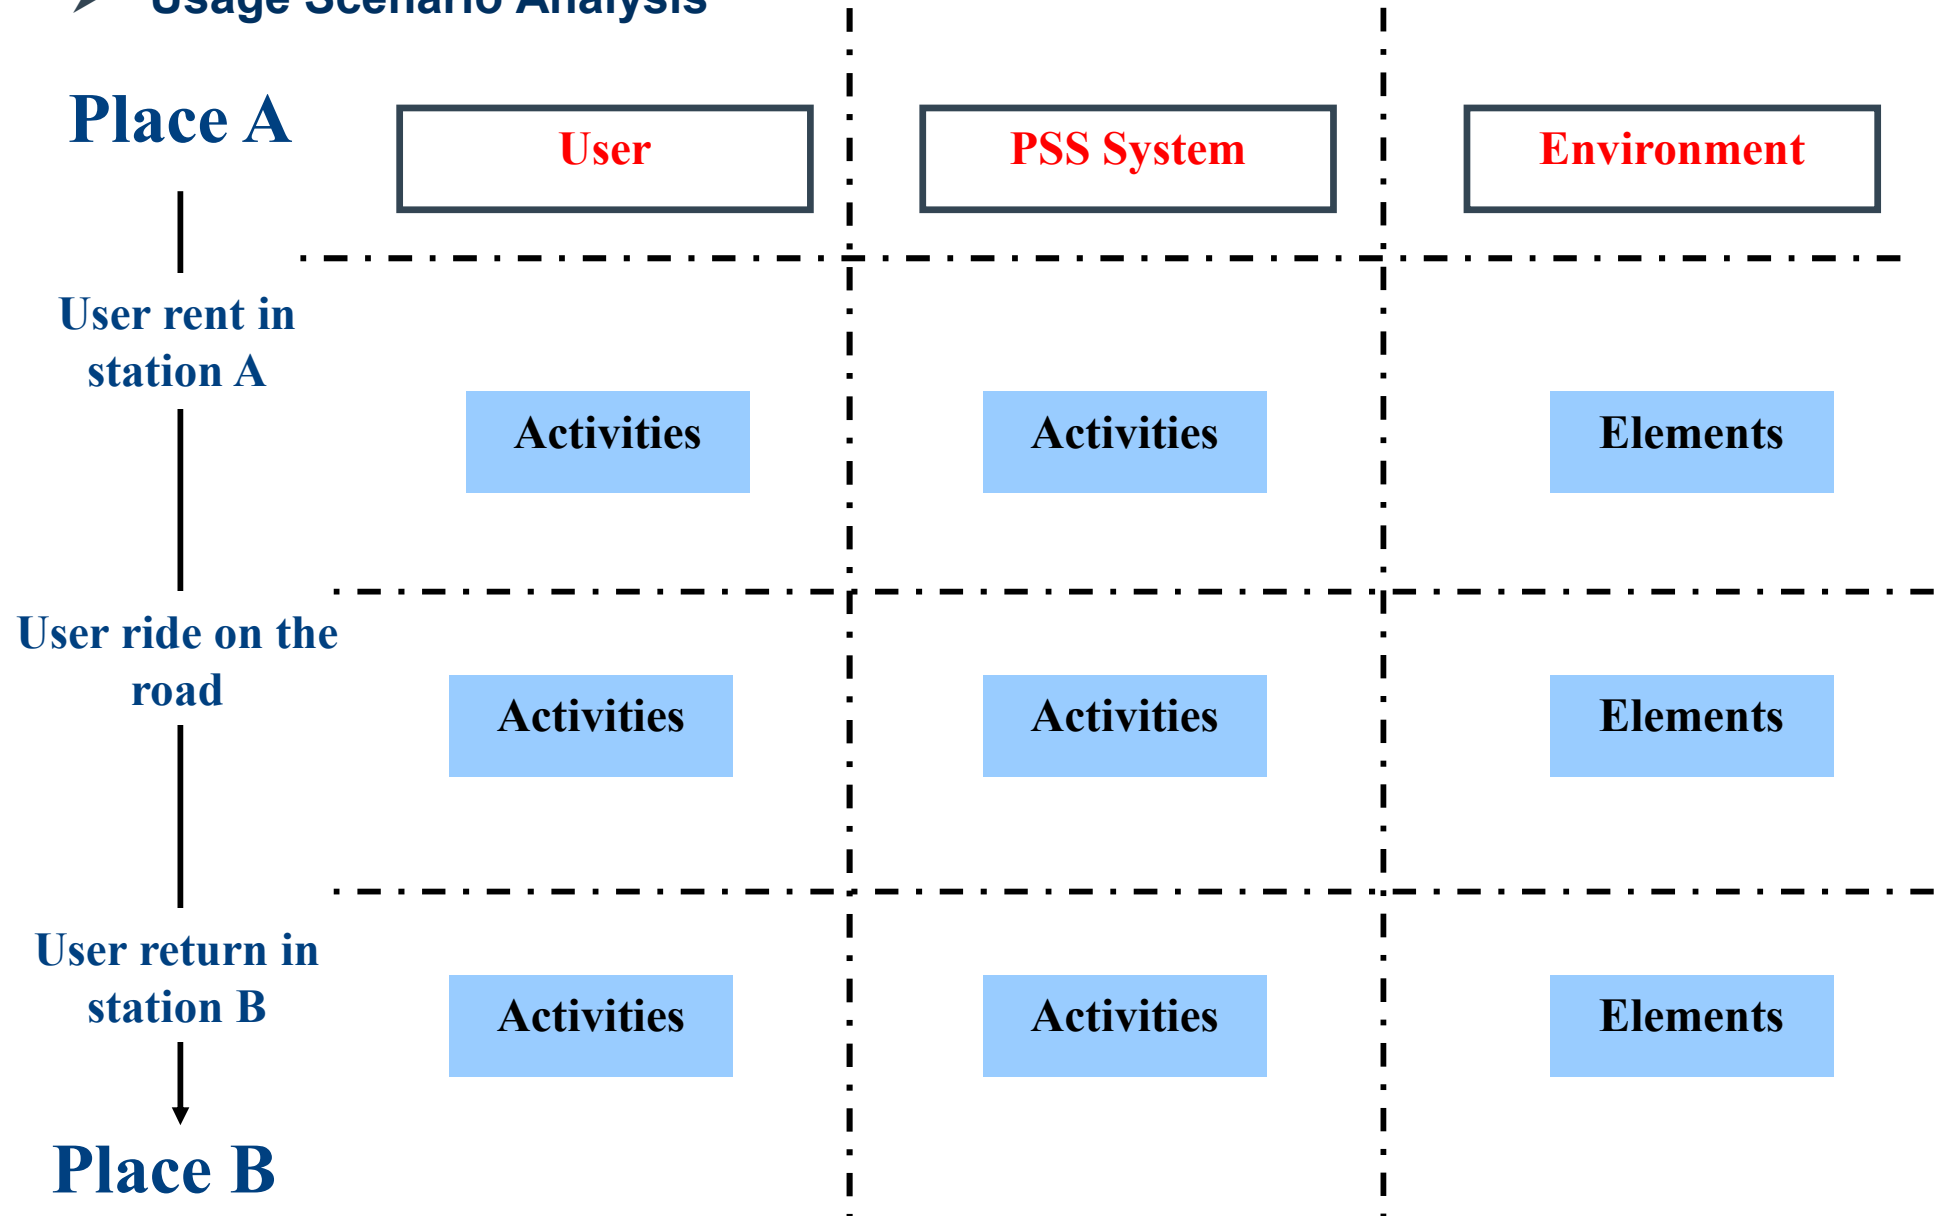 Usage Scenario Analysis
Place A
User
PSS System
Environment
User rent in
station A
Activities
Activities
Elements
User ride on the
road
Activities
Activities
Elements
User return in
station B
Activities
Activities
Elements
Place B